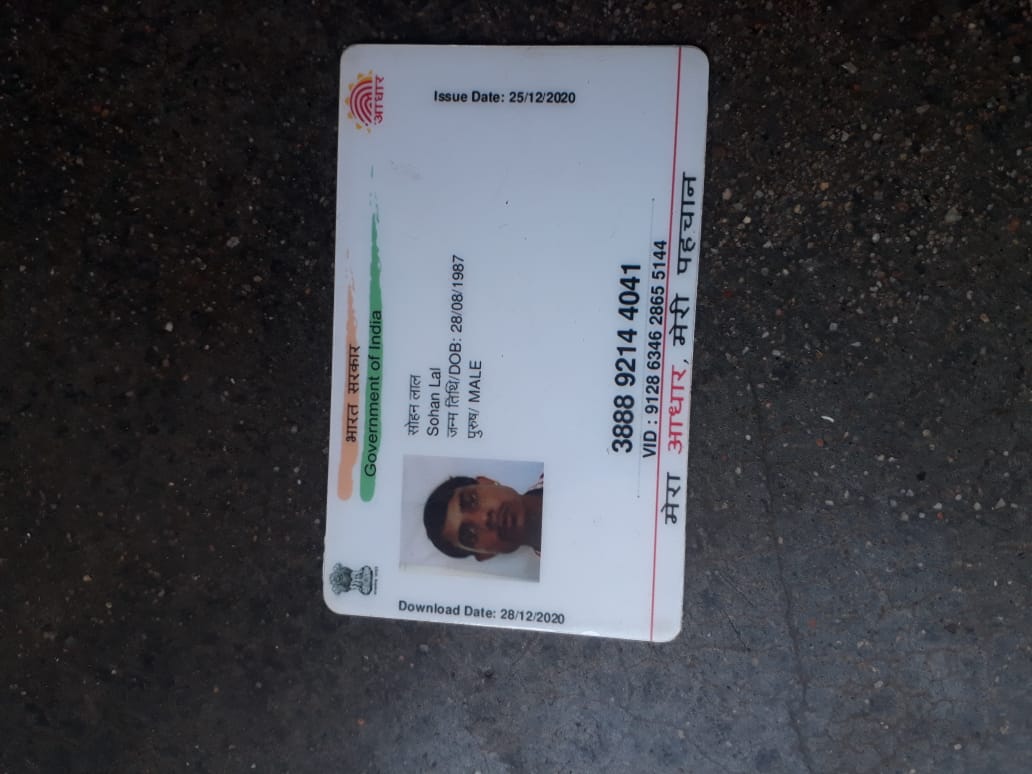 भारत सरकार
Government of India
आधार
Issue Date: 25/12/2020
Download Date: 28/12/2020
सोहन लाल
Sohan Lal
जन्म तिथि/DOB: 28/08/1987
पुरुष/ MALE
3888 9214 4041
VID : 9128 6346 2865 5144
मेरा आधार, मेरी पहचान